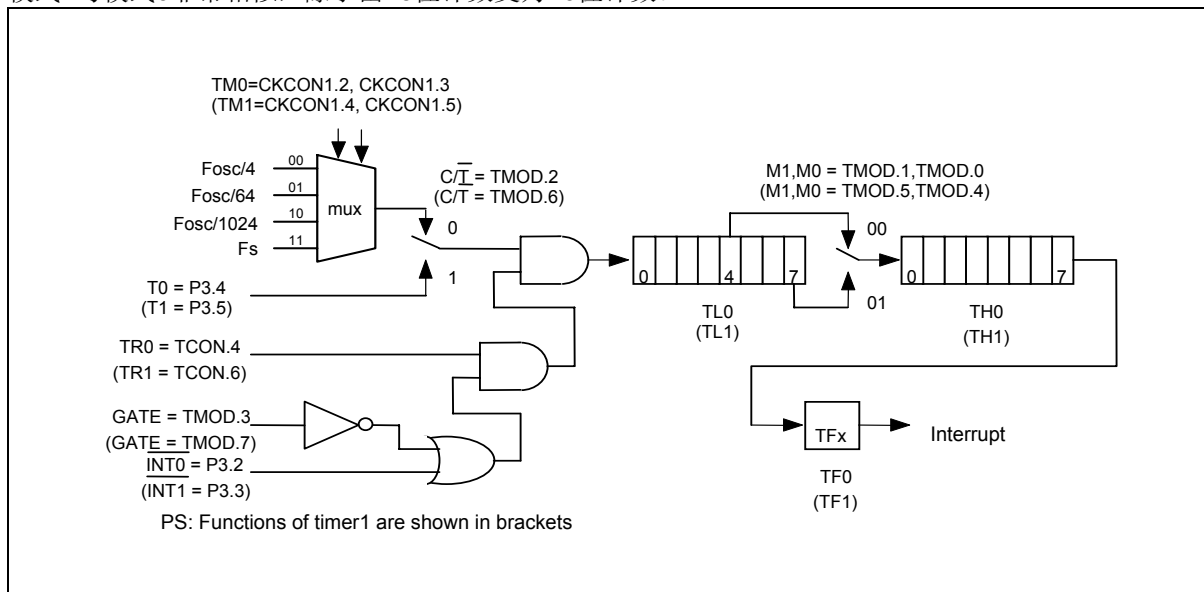 TM0=CKCON1.2, CKCON1.3
(TM1=CKCON1.4, CKCON1.5)
Fosc/4
00
Fosc/64
01
Fosc/1024
10
Fs
11
mux
C/T = TMOD.2
(C/T = TMOD.6)
0
1
T0 = P3.4
(T1 = P3.5)
TR0 = TCON.4
(TR1 = TCON.6)
GATE = TMOD.3
(GATE = TMOD.7)
INT0 = P3.2
(INT1 = P3.3)
M1,M0 = TMOD.1,TMOD.0
(M1,M0 = TMOD.5,TMOD.4)
00
01
0 4 7
TL0
(TL1)
0 7
TH0
(TH1)
TFx
Interrupt
TF0
(TF1)
PS: Functions of timer1 are shown in brackets